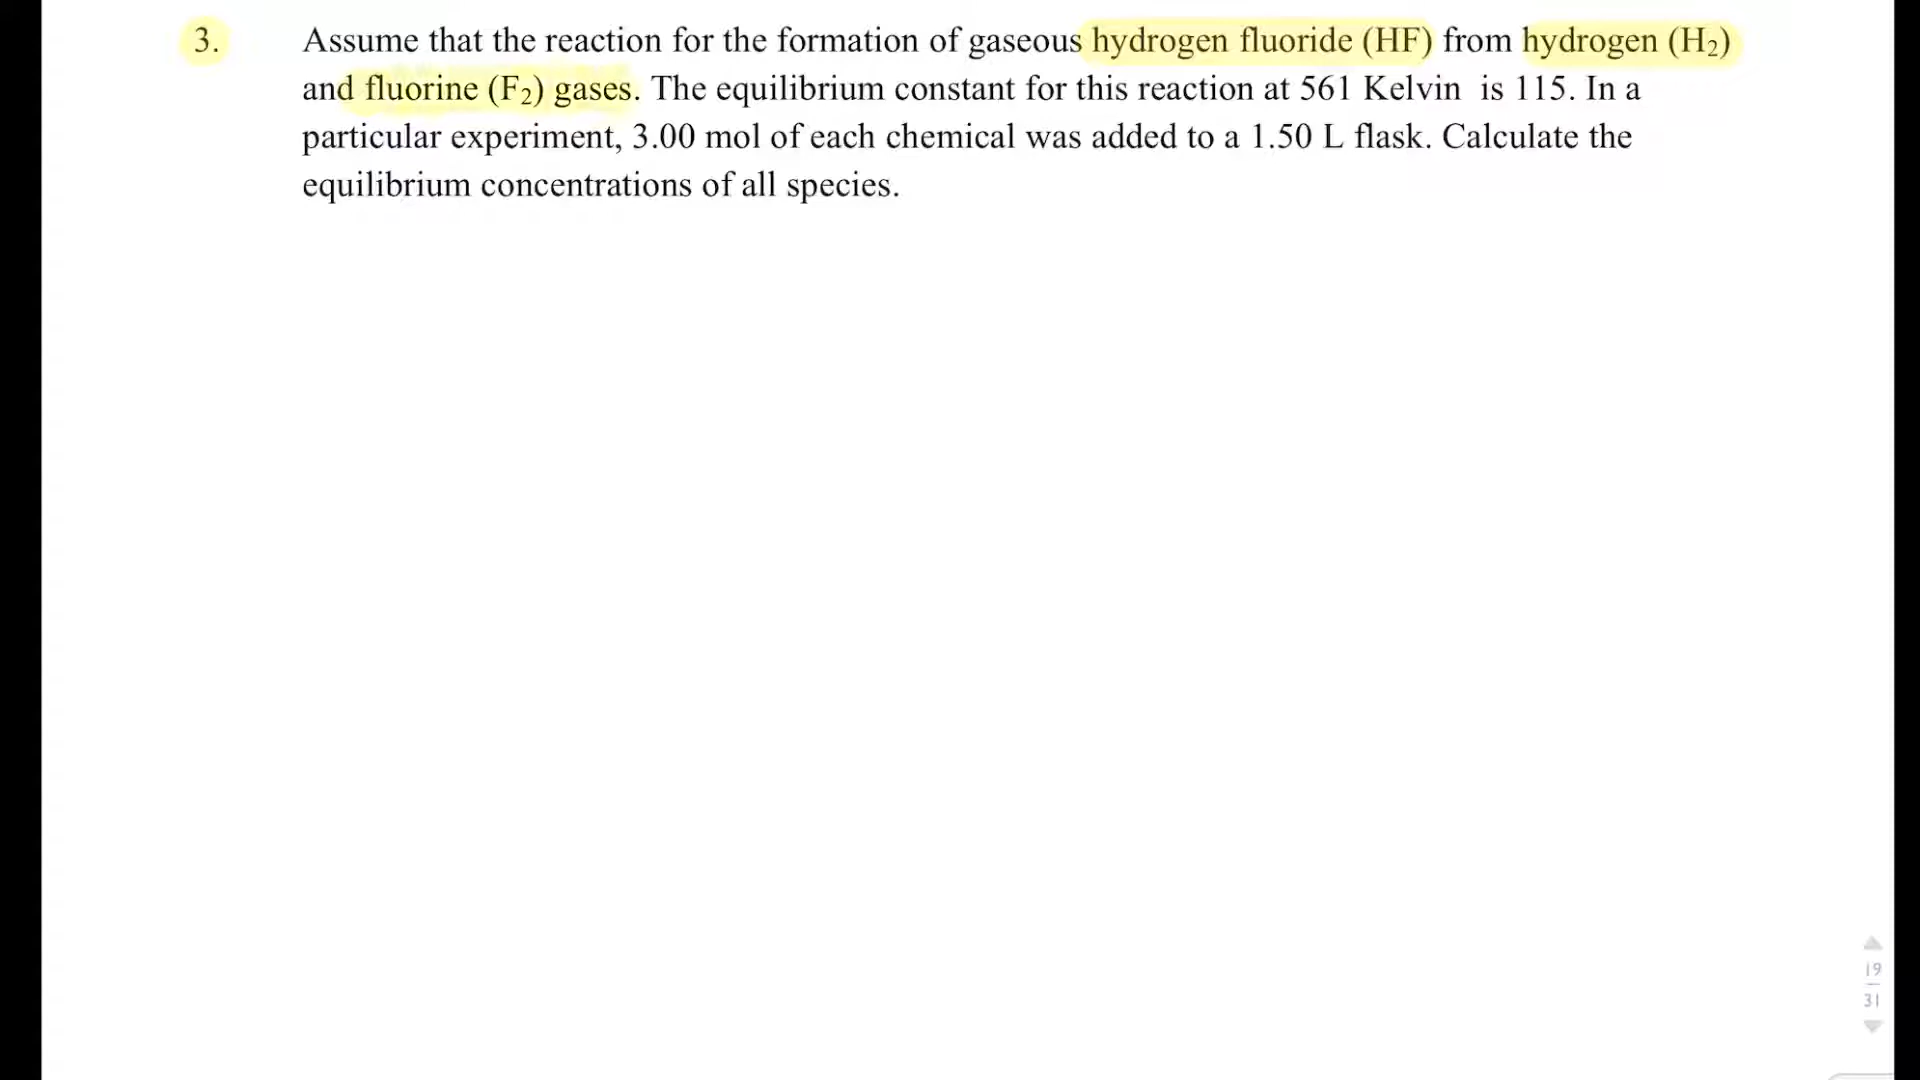 3. Assume that the reaction for the formation of gaseous hydrogen fluoride (HF) from hydrogen (H₂)
and fluorine (F₂) gases. The equilibrium constant for this reaction at 561 Kelvin is 115. In a
particular experiment, 3.00 mol of each chemical was added to a 1.50 L flask. Calculate the
equilibrium concentrations of all species.
19
31